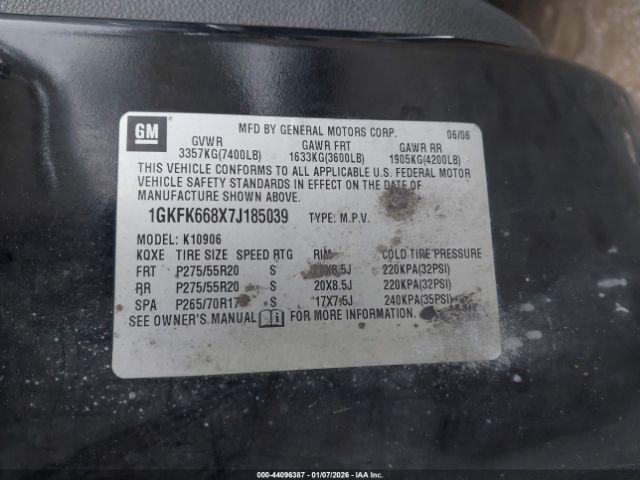 GM
MFD BY GENERAL MOTORS CORP. 06/06
GVWR GAWR FRT GAWR RR
3357KG(7400LB) 1633KG(3600LB) 1905KG(4200LB)
THIS VEHICLE CONFORMS TO ALL APPLICABLE U.S. FEDERAL MOTOR
VEHICLE SAFETY STANDARDS IN EFFECT ON THE DATE OF
MANUFACTURE SHOWN ABOVE.
1GKFK668X7J185039 TYPE: M.P.V.
MODEL: K10906
KQXE TIRE SIZE SPEED RTG RIM COLD TIRE PRESSURE
FRT P275/55R20 S 20X8.5J 220KPA(32PSI)
RR P275/55R20 S 20X8.5J 220KPA(32PSI)
SPA P265/70R17 S 17X7.5J 240KPA(35PSI)
SEE OWNER'S MANUAL FOR MORE INFORMATION.
000-44096387 | 01/07/2026 | IAA Inc.